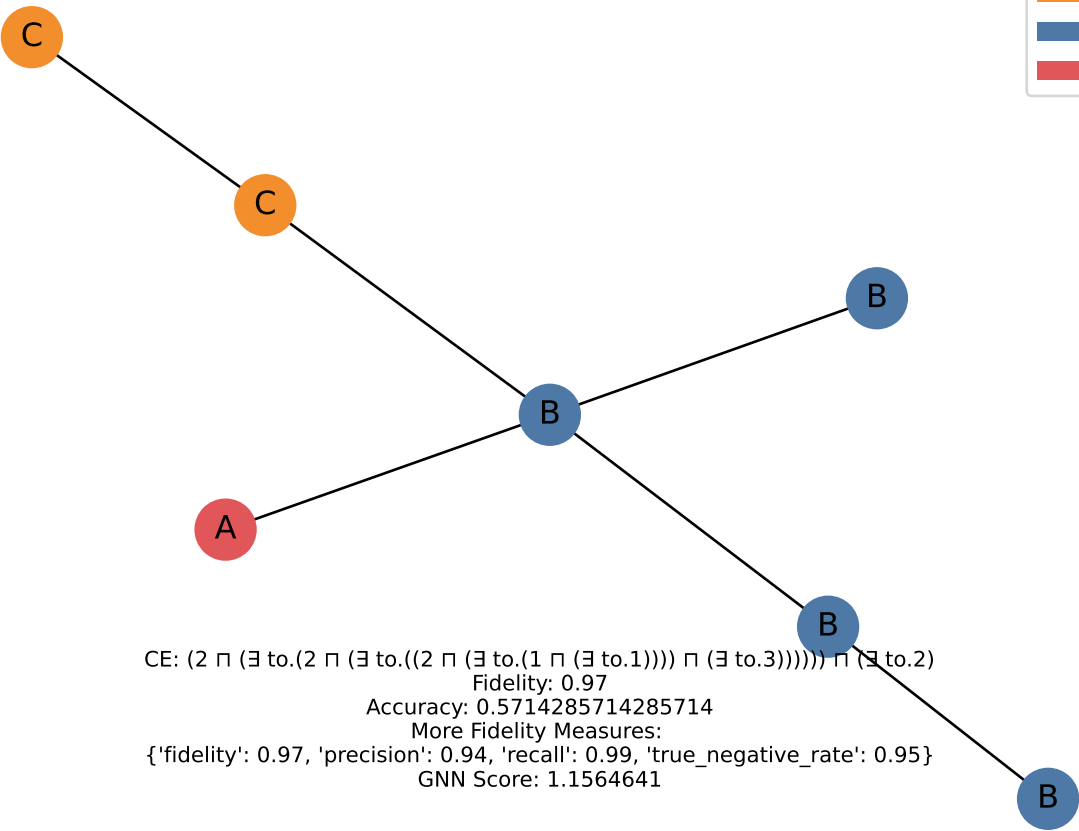 C
C
B
B
A
B
CE: (2 ⊓ (∃ to.(2 ⊓ (∃ to.((2 ⊓ (∃ to.(1 ⊓ (∃ to.1)))) ⊓ (∃ to.3)))))) ⊓ (∃ to.2)
Fidelity: 0.97
Accuracy: 0.5714285714285714
More Fidelity Measures:
{'fidelity': 0.97, 'precision': 0.94, 'recall': 0.99, 'true_negative_rate': 0.95}
GNN Score: 1.1564641
B